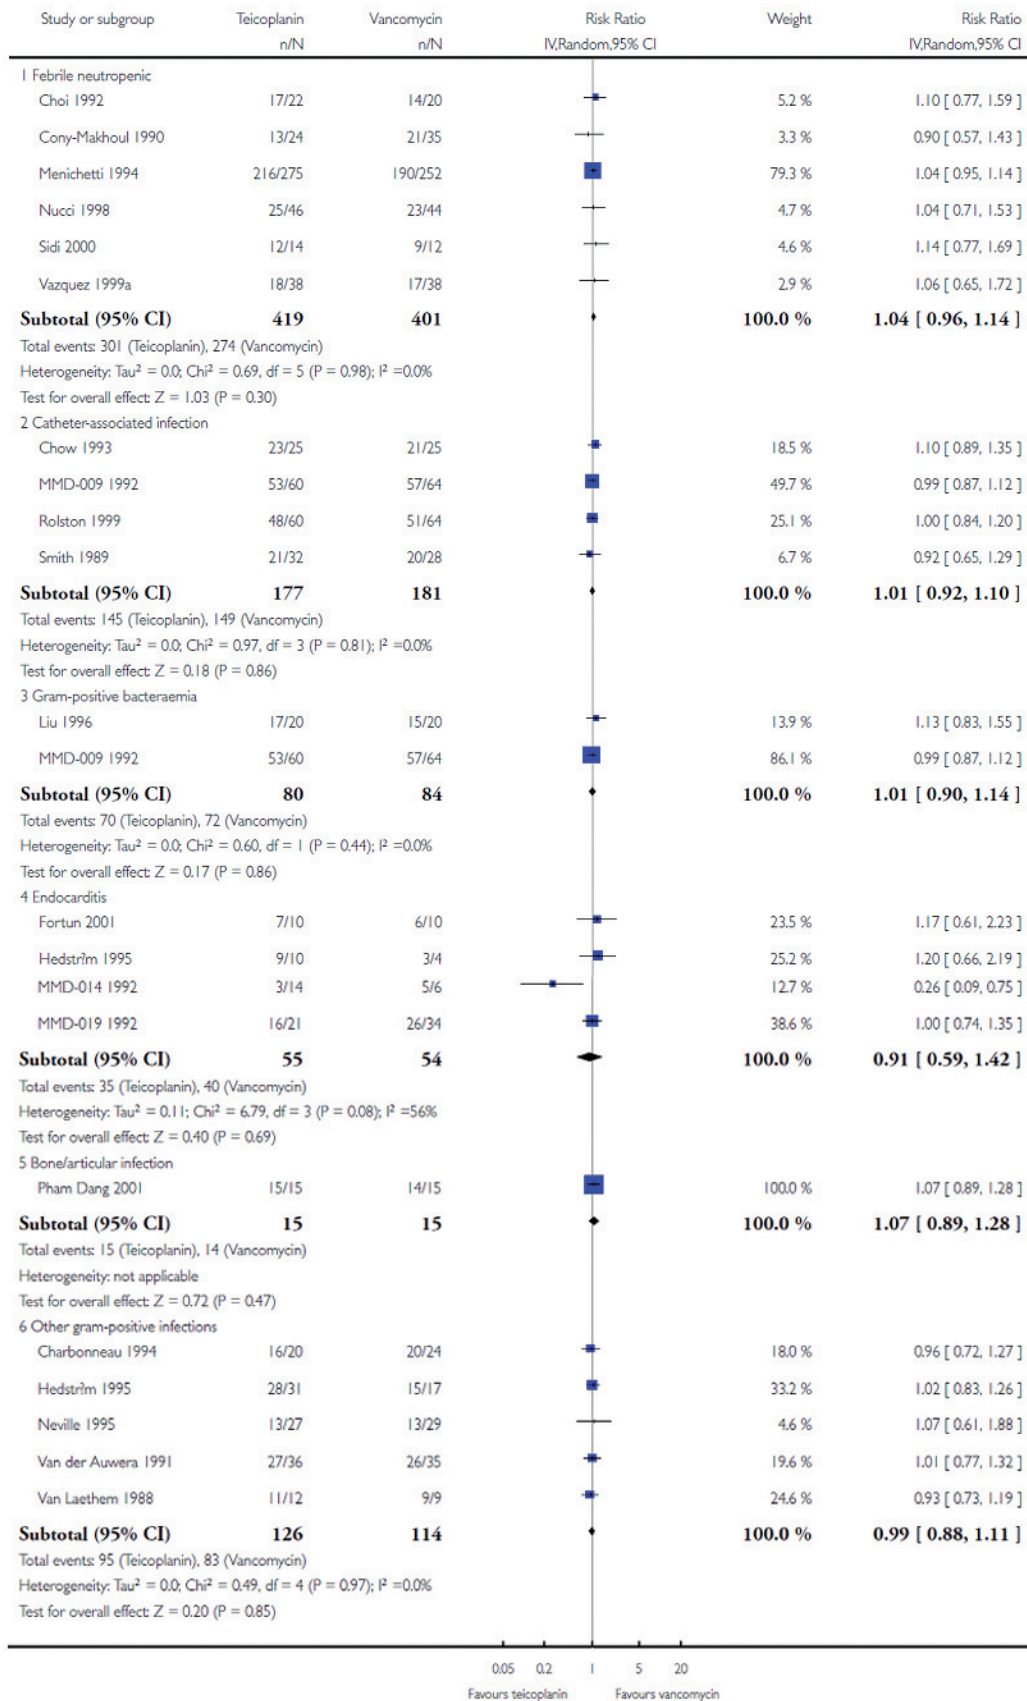 Study or subgroup Teicoplanin Vancomycin Risk Ratio Weight Risk Ratio
n/N n/N IV,Random,95% CI IV,Random,95% CI
1 Febrile neutropenic
Choi 1992 17/22 14/20 5.2 % 1.10 [ 0.77, 1.59 ]
Cony-Makhoul 1990 13/24 21/35 3.3 % 0.90 [ 0.57, 1.43 ]
Menichetti 1994 216/275 190/252 79.3 % 1.04 [ 0.95, 1.14 ]
Nucci 1998 25/46 23/44 4.7 % 1.04 [ 0.71, 1.53 ]
Sidi 2000 12/14 9/12 4.6 % 1.14 [ 0.77, 1.69 ]
Vazquez 1999a 18/38 17/38 2.9 % 1.06 [ 0.65, 1.72 ]
Subtotal (95% CI) 419 401 100.0 % 1.04 [ 0.96, 1.14 ]
Total events: 301 (Teicoplanin), 274 (Vancomycin)
Heterogeneity: Tau² = 0.0; Chi² = 0.69, df = 5 (P = 0.98); I² =0.0%
Test for overall effect: Z = 1.03 (P = 0.30)
2 Catheter-associated infection
Chow 1993 23/25 21/25 18.5 % 1.10 [ 0.89, 1.35 ]
MMD-009 1992 53/60 57/64 49.7 % 0.99 [ 0.87, 1.12 ]
Rolston 1999 48/60 51/64 25.1 % 1.00 [ 0.84, 1.20 ]
Smith 1989 21/32 20/28 6.7 % 0.92 [ 0.65, 1.29 ]
Subtotal (95% CI) 177 181 100.0 % 1.01 [ 0.92, 1.10 ]
Total events: 145 (Teicoplanin), 149 (Vancomycin)
Heterogeneity: Tau² = 0.0; Chi² = 0.97, df = 3 (P = 0.81); I² =0.0%
Test for overall effect: Z = 0.18 (P = 0.86)
3 Gram-positive bacteraemia
Liu 1996 17/20 15/20 13.9 % 1.13 [ 0.83, 1.55 ]
MMD-009 1992 53/60 57/64 86.1 % 0.99 [ 0.87, 1.12 ]
Subtotal (95% CI) 80 84 100.0 % 1.01 [ 0.90, 1.14 ]
Total events: 70 (Teicoplanin), 72 (Vancomycin)
Heterogeneity: Tau² = 0.0; Chi² = 0.60, df = 1 (P = 0.44); I² =0.0%
Test for overall effect: Z = 0.17 (P = 0.86)
4 Endocarditis
Fortun 2001 7/10 6/10 23.5 % 1.17 [ 0.61, 2.23 ]
Hedstr?m 1995 9/10 3/4 25.2 % 1.20 [ 0.66, 2.19 ]
MMD-014 1992 3/14 5/6 12.7 % 0.26 [ 0.09, 0.75 ]
MMD-019 1992 16/21 26/34 38.6 % 1.00 [ 0.74, 1.35 ]
Subtotal (95% CI) 55 54 100.0 % 0.91 [ 0.59, 1.42 ]
Total events: 35 (Teicoplanin), 40 (Vancomycin)
Heterogeneity: Tau² = 0.11; Chi² = 6.79, df = 3 (P = 0.08); I² =56%
Test for overall effect: Z = 0.40 (P = 0.69)
5 Bone/articular infection
Pham Dang 2001 15/15 14/15 100.0 % 1.07 [ 0.89, 1.28 ]
Subtotal (95% CI) 15 15 100.0 % 1.07 [ 0.89, 1.28 ]
Total events: 15 (Teicoplanin), 14 (Vancomycin)
Heterogeneity: not applicable
Test for overall effect: Z = 0.72 (P = 0.47)
6 Other gram-positive infections
Charbonneau 1994 16/20 20/24 18.0 % 0.96 [ 0.72, 1.27 ]
Hedstr?m 1995 28/31 15/17 33.2 % 1.02 [ 0.83, 1.26 ]
Neville 1995 13/27 13/29 4.6 % 1.07 [ 0.61, 1.88 ]
Van der Auwera 1991 27/36 26/35 19.6 % 1.01 [ 0.77, 1.32 ]
Van Laethem 1988 11/12 9/9 24.6 % 0.93 [ 0.73, 1.19 ]
Subtotal (95% CI) 126 114 100.0 % 0.99 [ 0.88, 1.11 ]
Total events: 95 (Teicoplanin), 83 (Vancomycin)
Heterogeneity: Tau² = 0.0; Chi² = 0.49, df = 4 (P = 0.97); I² =0.0%
Test for overall effect: Z = 0.20 (P = 0.85)
0.05 0.2 1 5 20
Favours teicoplanin Favours vancomycin